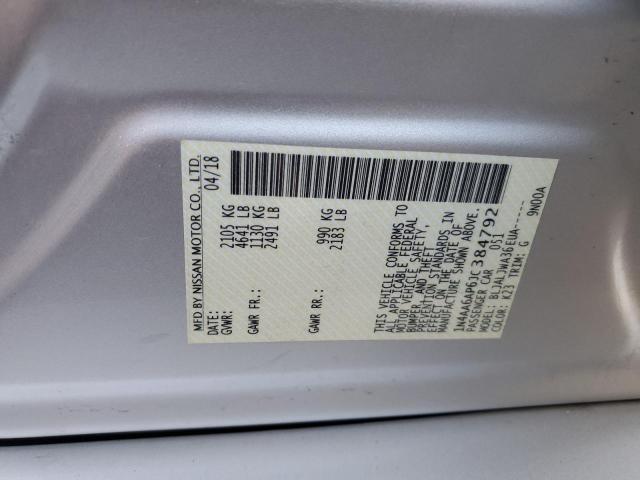 MFD BY NISSAN MOTOR CO., LTD.
DATE: 04/18
GVWR: 2105 KG
4641 LB
GAWR FR.: 1130 KG
2491 LB
GAWR RR.: 990 KG
2183 LB
THIS VEHICLE CONFORMS TO
ALL APPLICABLE FEDERAL
MOTOR VEHICLE SAFETY,
BUMPER, AND THEFT
PREVENTION STANDARDS IN
EFFECT ON THE DATE OF
MANUFACTURE SHOWN ABOVE.
1N4AA6AP6JC384792
PASSENGER CAR 051
MODEL: BLJALJWA36EUA-----
COLOR: K23 TRIM: G 9N00A